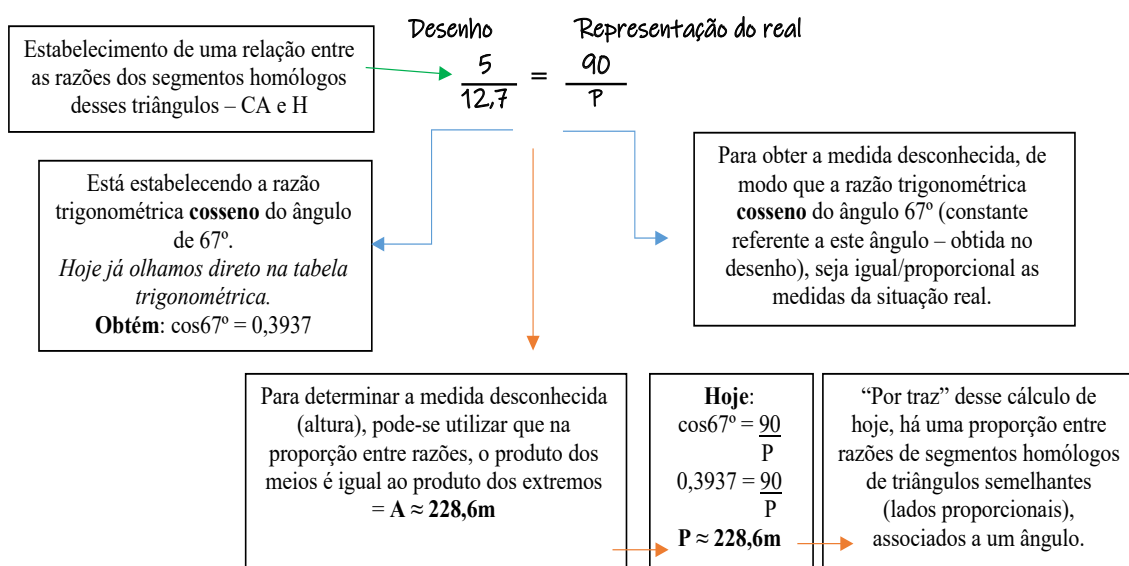 Desenho
Representação do real
Estabelecimento de uma relação entre
as razões dos segmentos homólogos
desses triângulos – CA e H
5
12,7
=
90
P
Está estabelecendo a razão
trigonométrica cosseno do ângulo
de 67º.
Hoje já olhamos direto na tabela
trigonométrica.
Obtém: cos67º = 0,3937
Para obter a medida desconhecida, de
modo que a razão trigonométrica
cosseno do ângulo 67º (constante
referente a este ângulo – obtida no
desenho), seja igual/proporcional as
medidas da situação real.
Para determinar a medida desconhecida
(altura), pode-se utilizar que na
proporção entre razões, o produto dos
meios é igual ao produto dos extremos
= A ≈ 228,6m
Hoje:
cos67º = 90
P
0,3937 = 90
P
P ≈ 228,6m
“Por traz” desse cálculo de
hoje, há uma proporção entre
razões de segmentos homólogos
de triângulos semelhantes
(lados proporcionais),
associados a um ângulo.